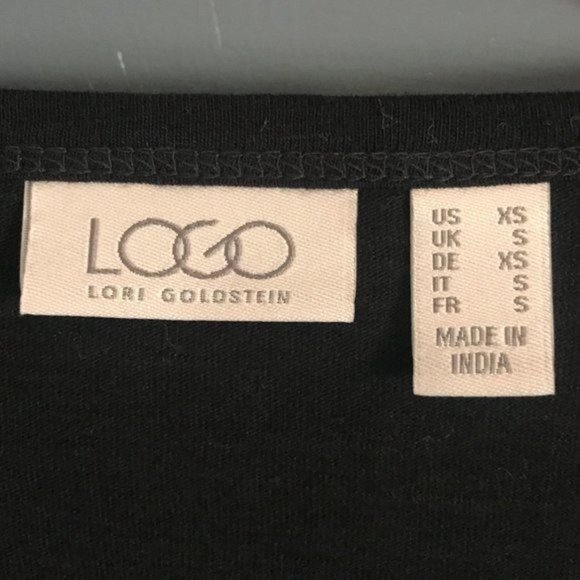 LOGO
LORI GOLDSTEIN
US XS
UK S
DE XS
IT S
FR S
MADE IN
INDIA